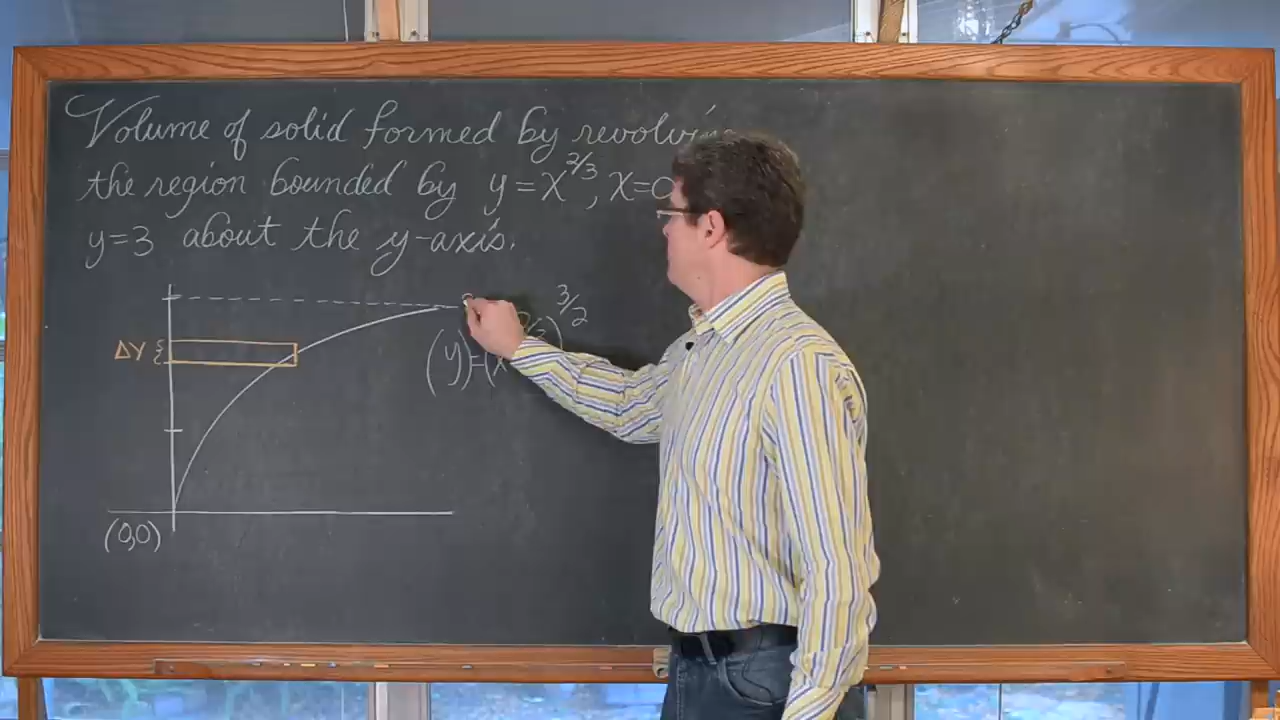 Volume of solid formed by
the region bounded by y = x^{2/3}, x = 0
y = 3 about the y-axis.
ΔY
(y) = (x
3/2
(0,0)